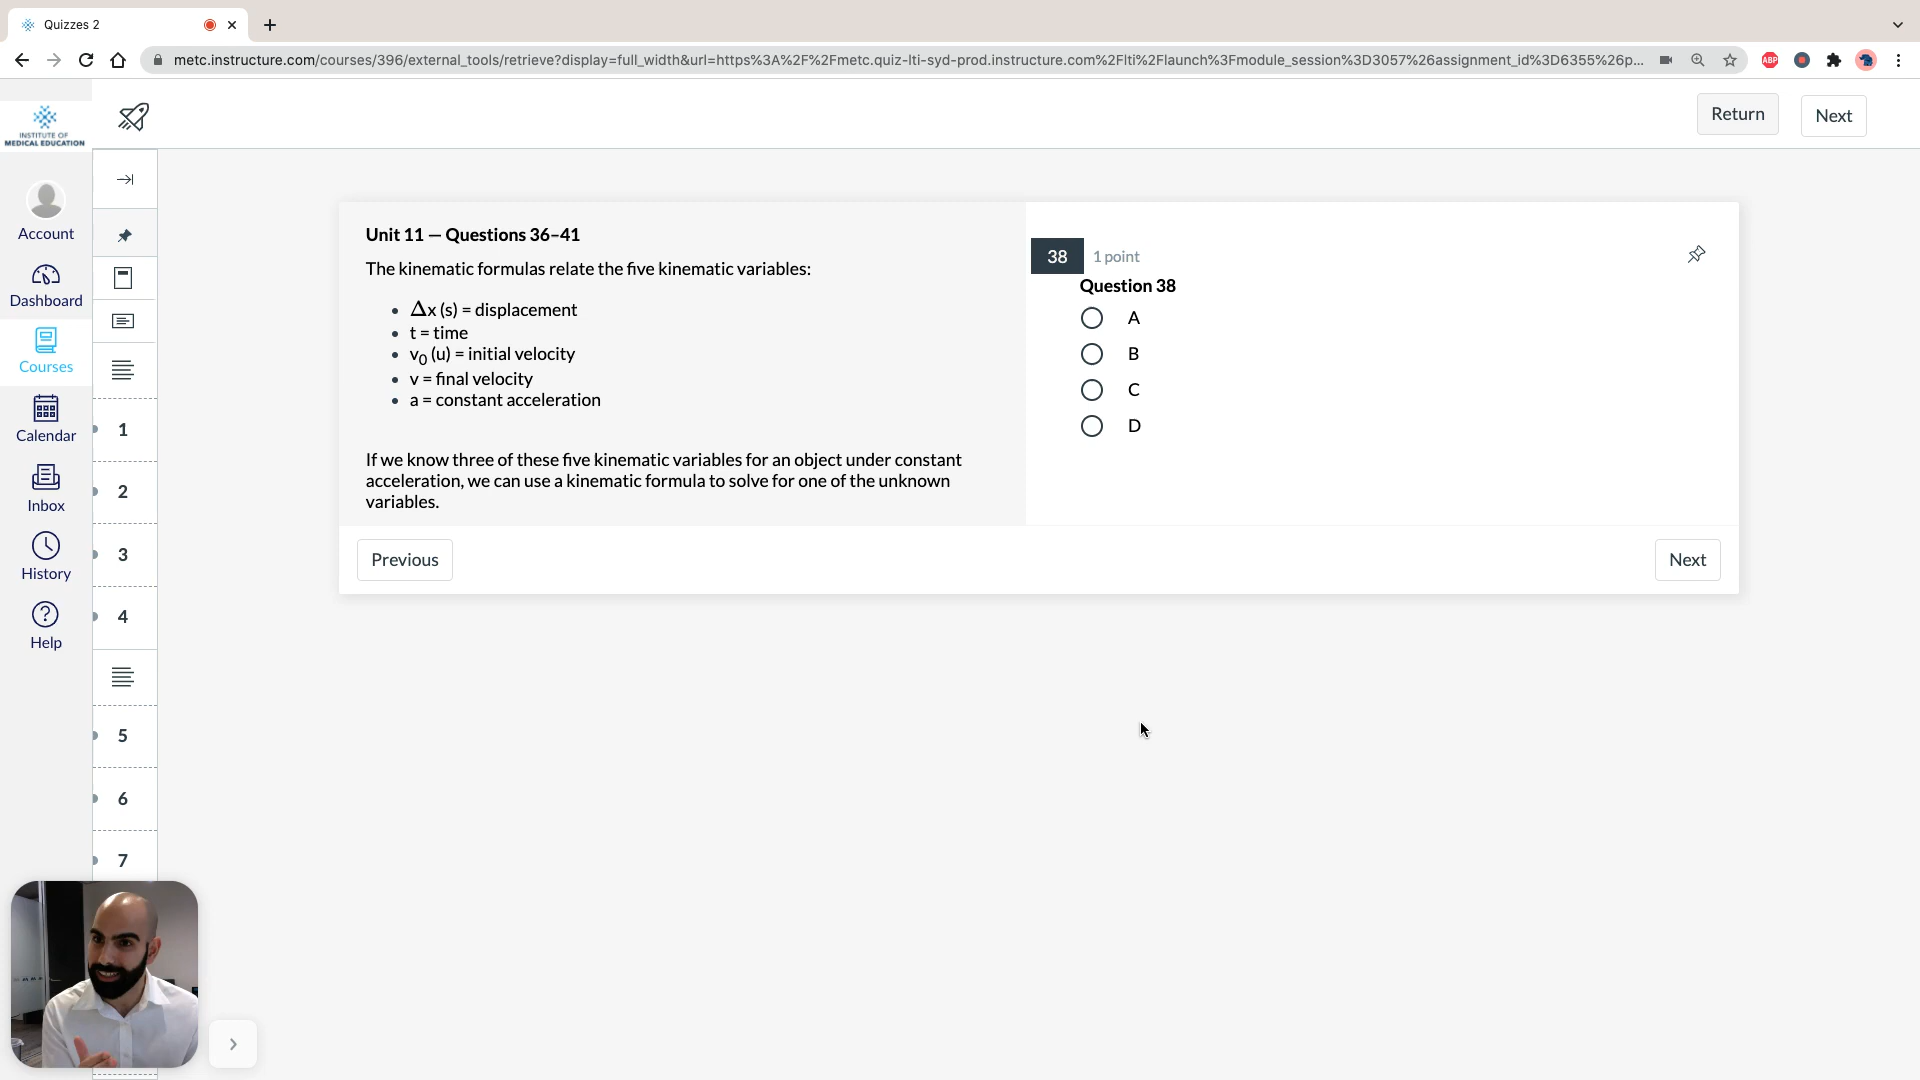 Quizzes 2
metc.instructure.com/courses/396/external_tools/retrieve?display=full_width&url=https%3A%2F%2Fmetc.quiz-lti-syd-prod.instructure.com%2Flti%2Flaunch%3Fmodule_session%3D3057%26assignment_id%3D6355%26p...
ABP
INSTITUTE OF
MEDICAL EDUCATION
Return
Next
Account
Dashboard
Courses
Calendar
Inbox
History
Help
1
2
3
4
5
6
7
Unit 11 — Questions 36–41
The kinematic formulas relate the five kinematic variables:
• Δx (s) = displacement
• t = time
• v0 (u) = initial velocity
• v = final velocity
• a = constant acceleration
If we know three of these five kinematic variables for an object under constant
acceleration, we can use a kinematic formula to solve for one of the unknown
variables.
38 1 point
Question 38
A
B
C
D
Previous
Next